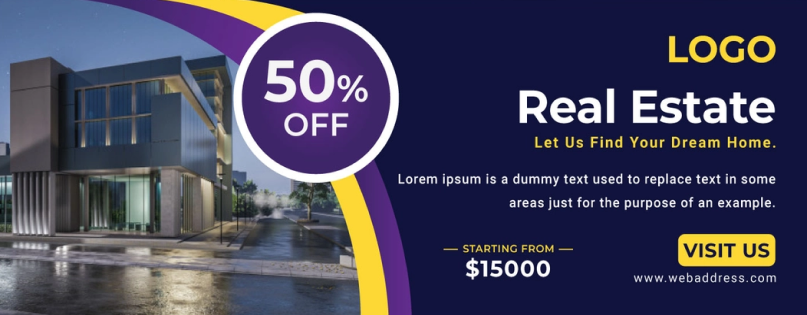 50%
OFF
LOGO
Real Estate
Let Us Find Your Dream Home.
Lorem ipsum is a dummy text used to replace text in some
areas just for the purpose of an example.
STARTING FROM
$15000
VISIT US
www.webaddress.com